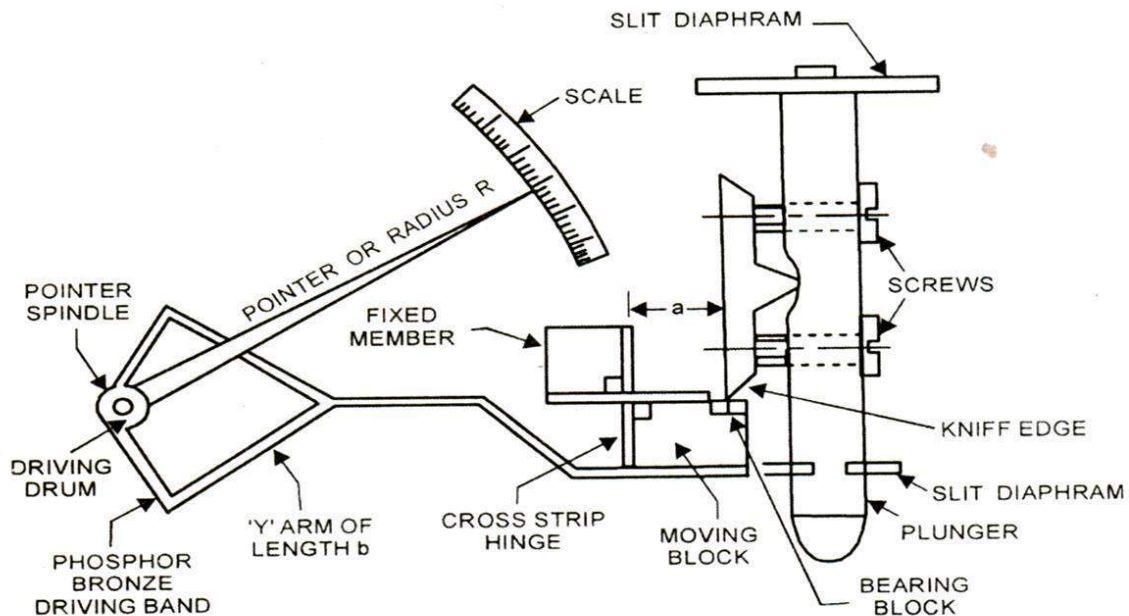 SLIT DIAPHRAM
SCALE
POINTER OR RADIUS R
POINTER
SPINDLE
FIXED
MEMBER
a
SCREWS
KNIFF EDGE
DRIVING
DRUM
SLIT DIAPHRAM
'Y' ARM OF
LENGTH b
CROSS STRIP
HINGE
MOVING
BLOCK
PLUNGER
PHOSPHOR
BRONZE
DRIVING BAND
BEARING
BLOCK